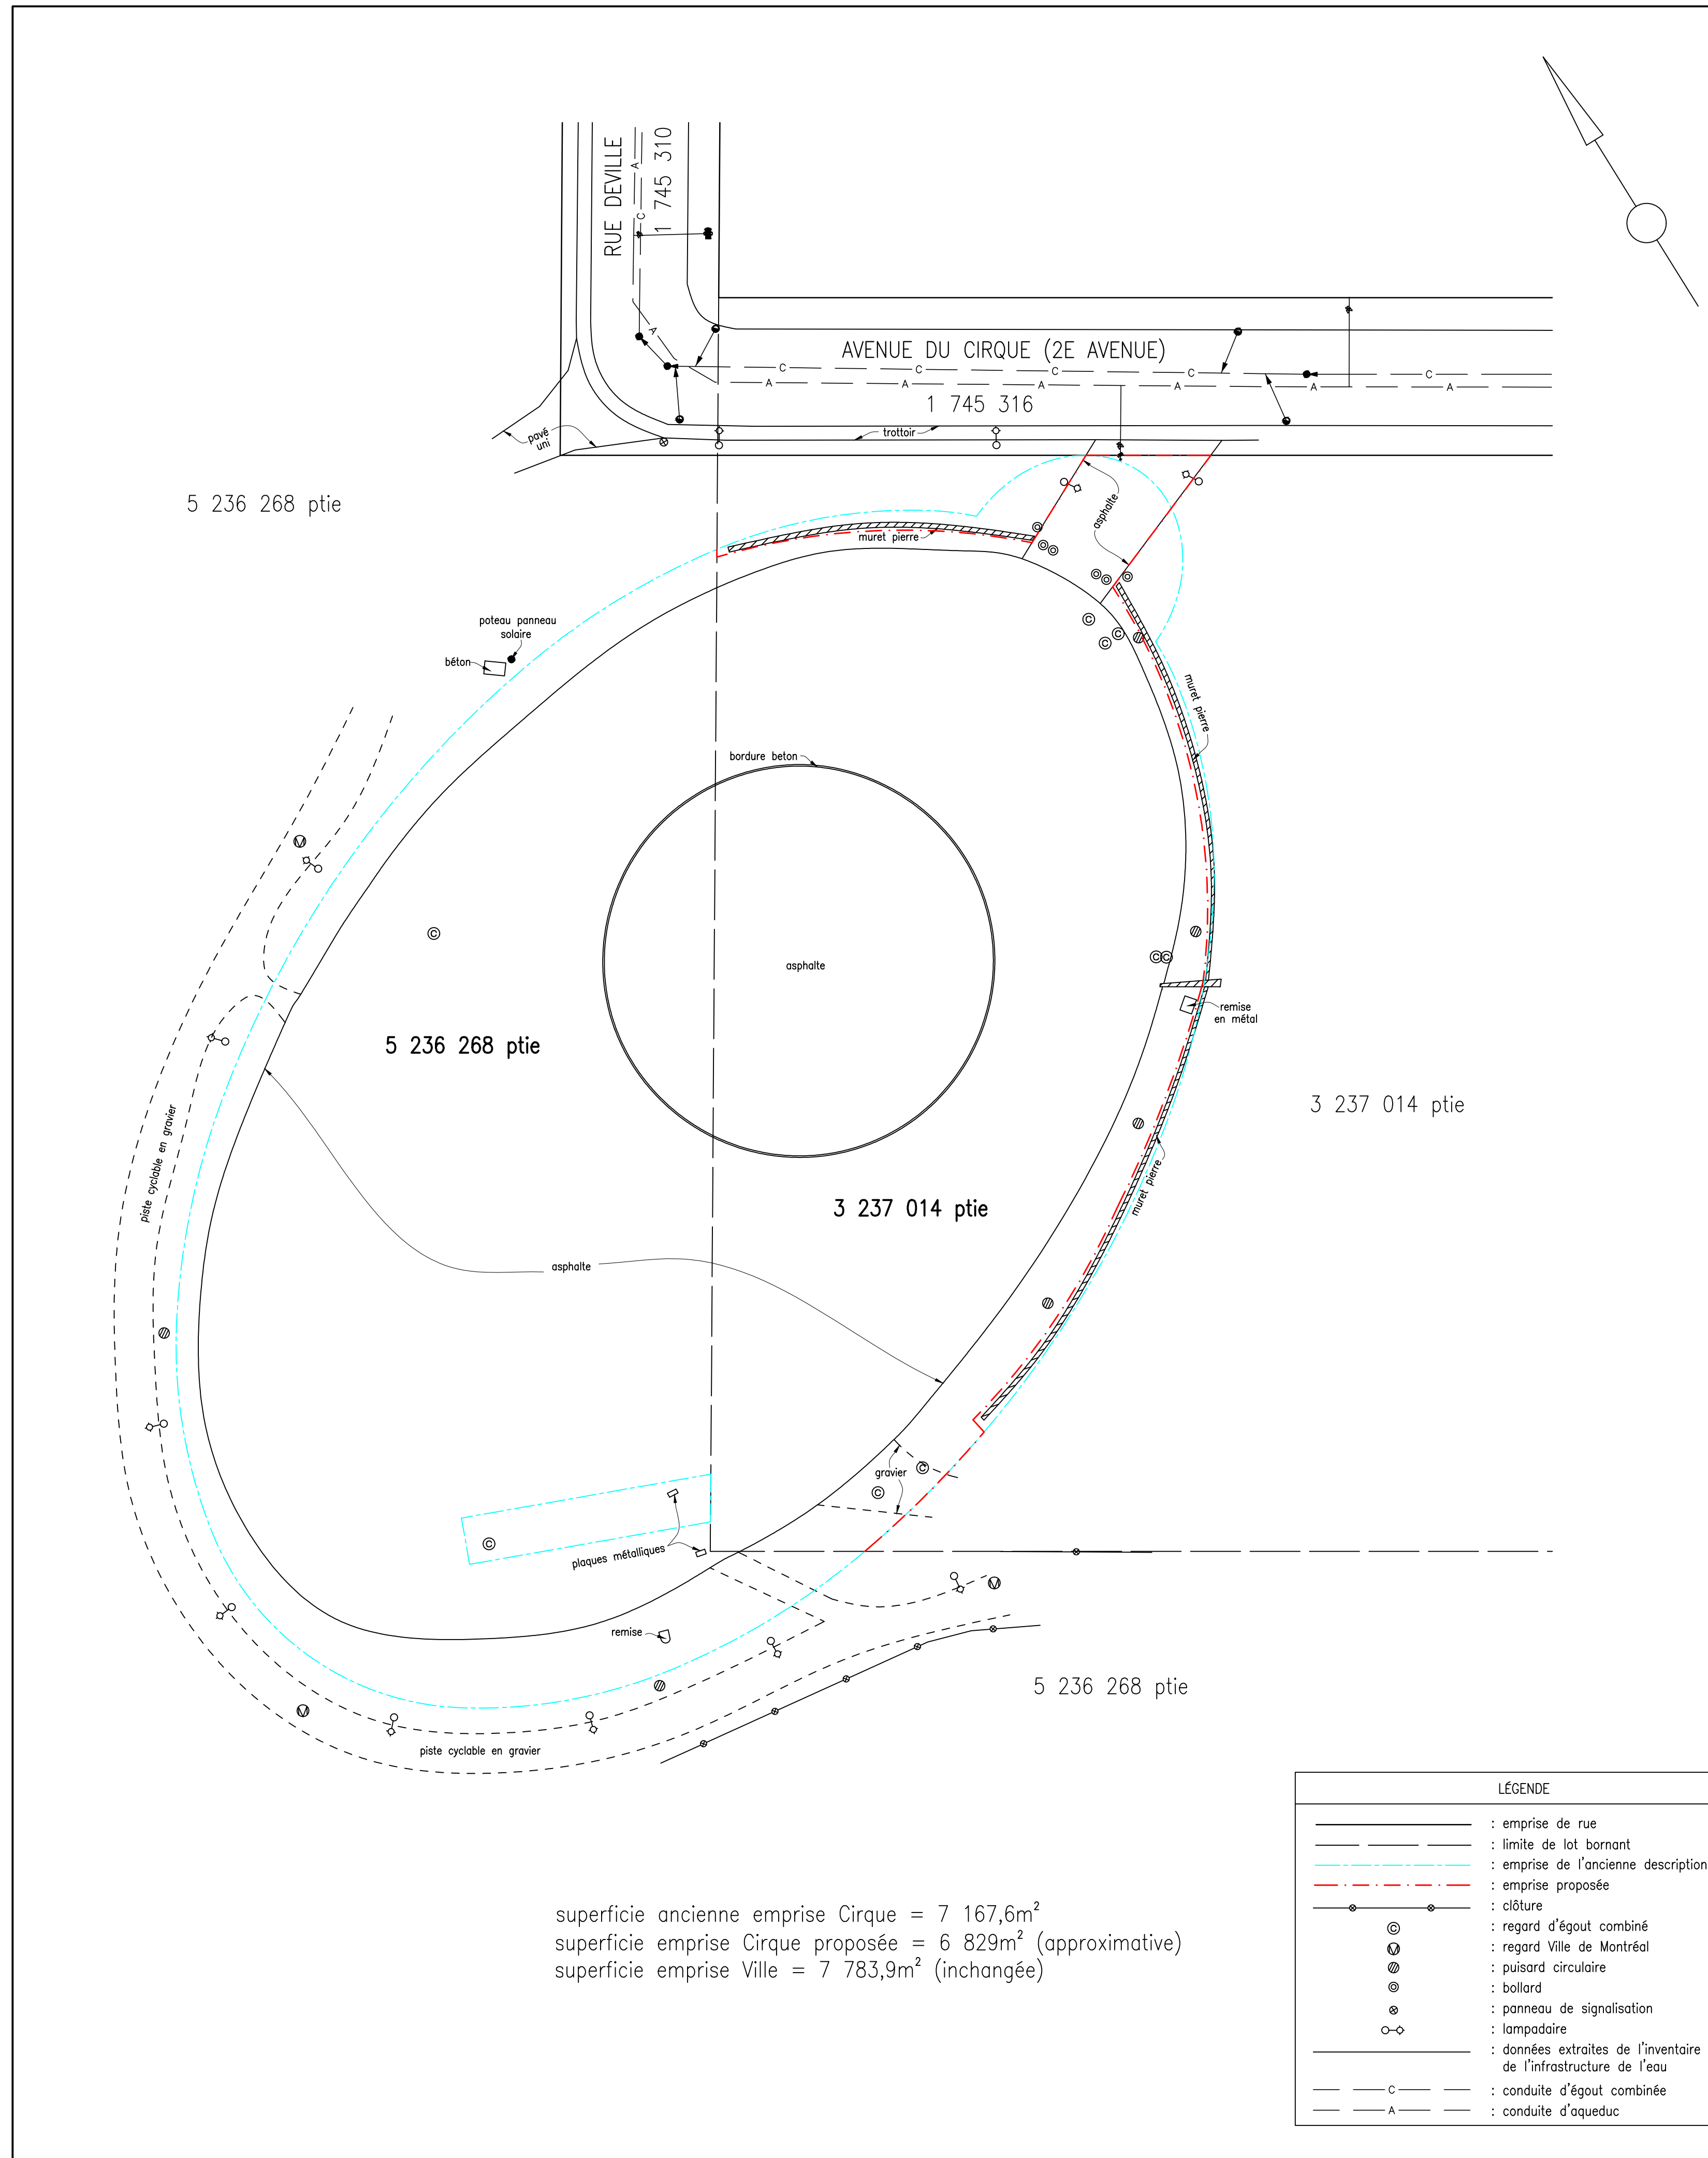 RUE DEVILLE
1 745 310
A
C
A
AVENUE DU CIRQUE (2E AVENUE)
C
C
C
C
C
A
A
A
A
A
A
1 745 316
trottoir
pavé
uni
5 236 268 ptie
asphalte
muret pierre
poteau panneau
solaire
béton
muret pierre
bordure beton
asphalte
remise
en métal
5 236 268 ptie
3 237 014 ptie
piste cyclable en gravier
muret pierre
3 237 014 ptie
asphalte
gravier
plaques métalliques
remise
5 236 268 ptie
piste cyclable en gravier
LÉGENDE
: emprise de rue
: limite de lot bornant
: emprise de l'ancienne description
: emprise proposée
: clôture
C : regard d'égout combiné
M : regard Ville de Montréal
: puisard circulaire
: bollard
: panneau de signalisation
: lampadaire
: données extraites de l'inventaire
de l'infrastructure de l'eau
C : conduite d'égout combinée
A : conduite d'aqueduc
superficie ancienne emprise Cirque = 7 167,6m²
superficie emprise Cirque proposée = 6 829m² (approximative)
superficie emprise Ville = 7 783,9m² (inchangée)